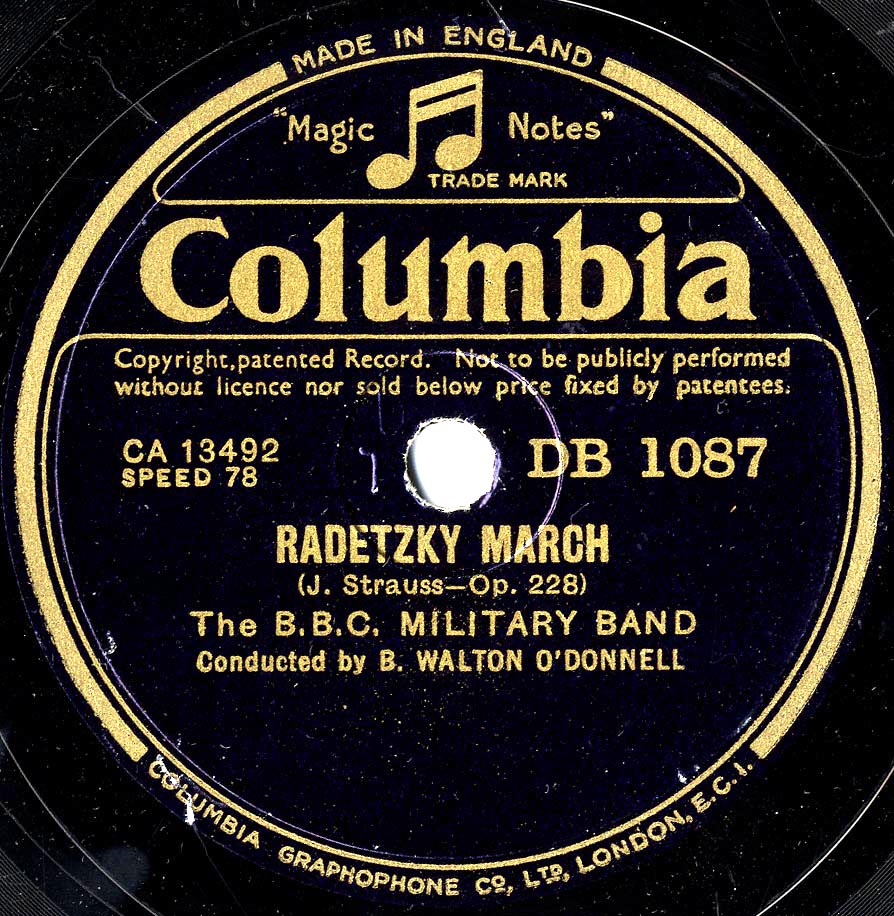 MADE IN ENGLAND
"Magic Notes"
TRADE MARK
Columbia
Copyright,patented Record. Not to be publicly performed
without licence nor sold below price fixed by patentees.
CA 13492 DB 1087
SPEED 78
RADETZKY MARCH
(J. Strauss—Op. 228)
The B.B.C. MILITARY BAND
Conducted by B. WALTON O'DONNELL
COLUMBIA GRAPHOPHONE CO, LTD, LONDON, E.C.1.